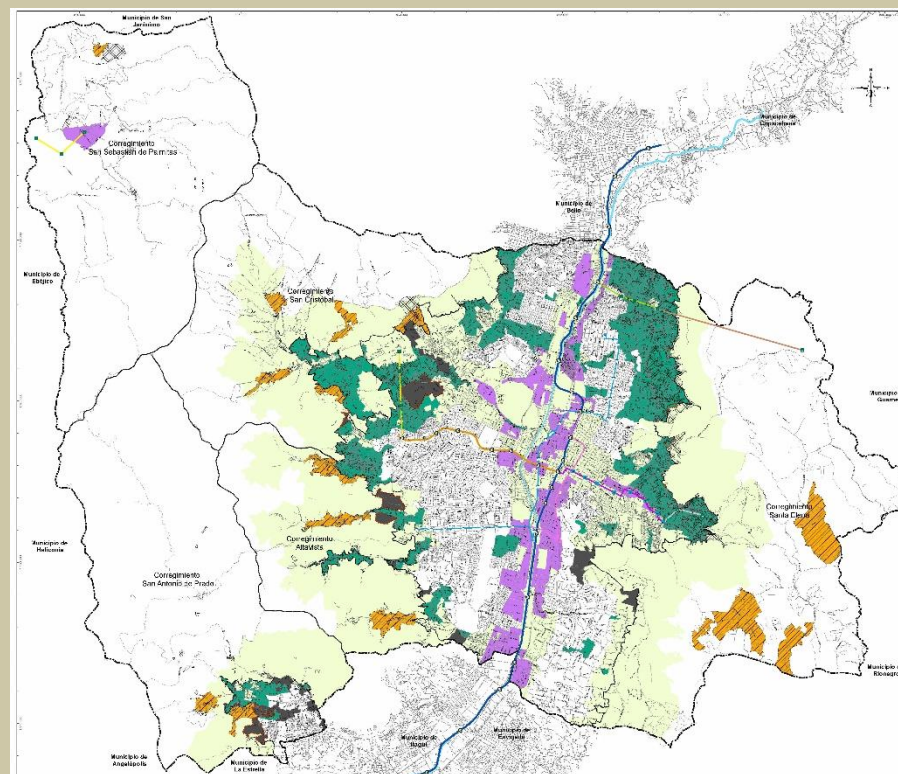 Municipio de San
Jerónimo
Corregimiento
San Sebastián de Palmitas
Municipio de
Copacabana
Municipio de
Bello
Municipio de
Ebéjico
Corregimiento
San Cristóbal
Municipio de
Corregimiento
Santa Elena
Municipio de
Heliconia
Corregimiento
Altavista
Corregimiento
San Antonio de Prado
Municipio de
Rionegro
Municipio de
Itagüí
Municipio de
Envigado
Municipio de
Angelópolis
Municipio de
La Estrella